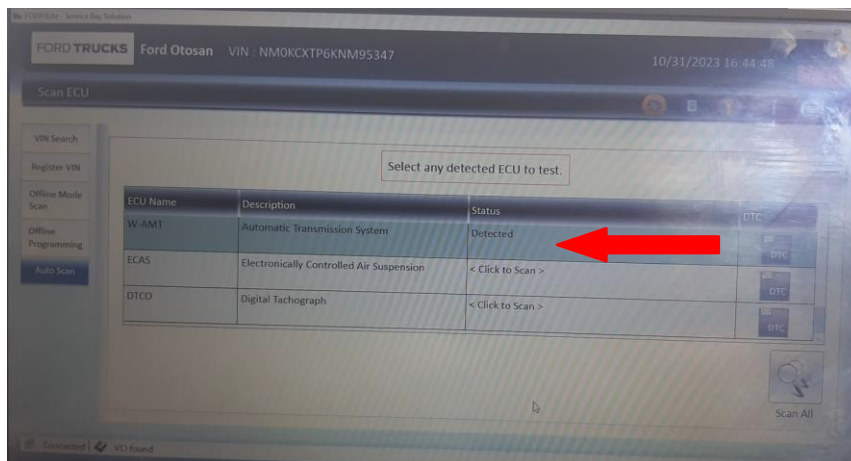 Service Bay Solution
FORD TRUCKS Ford Otosan VIN : NM0KCXTP6KNM95347
10/31/2023 16:44:48
Scan ECU
VIN Search
Register VIN
Offline Mode
Scan
Offline
Programming
Auto Scan
Select any detected ECU to test.
ECU Name Description Status DTC
W-AMT Automatic Transmission System Detected DTC
ECAS Electronically Controlled Air Suspension < Click to Scan > DTC
DTCO Digital Tachograph < Click to Scan > DTC
Scan All
Connected VCI found